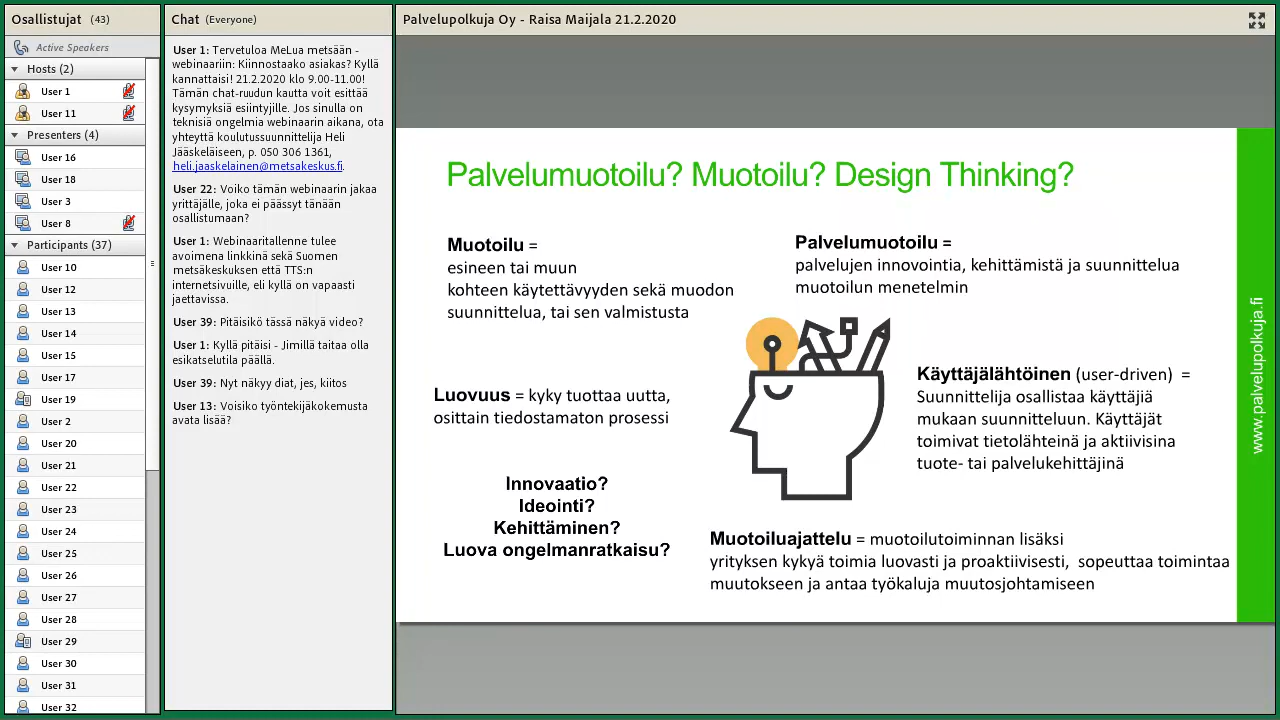 Osallistujat (43)
Active Speakers
Hosts (2)
User 1
User 11
Presenters (4)
User 16
User 18
User 3
User 8
Participants (37)
User 10
User 12
User 13
User 14
User 15
User 17
User 19
User 2
User 20
User 21
User 22
User 23
User 24
User 25
User 26
User 27
User 28
User 29
User 30
User 31
User 32
Chat (Everyone)
User 1: Tervetuloa MeLua metsään -
webinaariin: Kiinnostaako asiakas? Kyllä
kannattaisi! 21.2.2020 klo 9.00-11.00!
Tämän chat-ruudun kautta voit esittää
kysymyksiä esiintyjille. Jos sinulla on
teknisiä ongelmia webinaarin aikana, ota
yhteyttä koulutussuunnittelija Heli
Jääskeläiseen, p. 050 306 1361,
heli.jaaskelainen@metsakeskus.fi.
User 22: Voiko tämän webinaarin jakaa
yrittäjälle, joka ei päässyt tänään
osallistumaan?
User 1: Webinaaritallenne tulee
avoimena linkkinä sekä Suomen
metsäkeskuksen että TTS:n
internetsivuille, eli kyllä on vapaasti
jaettavissa.
User 39: Pitäisikö tässä näkyä video?
User 1: Kyllä pitäisi - Jimillä taitaa olla
esikatselutila päällä.
User 39: Nyt näkyy diat, jes, kiitos
User 13: Voisiko työntekijäkokemusta
avata lisää?
Palvelupolkuja Oy - Raisa Maijala 21.2.2020
Palvelumuotoilu? Muotoilu? Design Thinking?
Muotoilu =
esineen tai muun
kohteen käytettävyyden sekä muodon
suunnittelua, tai sen valmistusta
Palvelumuotoilu =
palvelujen innovointia, kehittämistä ja suunnittelua
muotoilun menetelmin
Luovuus = kyky tuottaa uutta,
osittain tiedostamaton prosessi
Käyttäjälähtöinen (user-driven) =
Suunnittelija osallistaa käyttäjiä
mukaan suunnitteluun. Käyttäjät
toimivat tietolähteinä ja aktiivisina
tuote- tai palvelukehittäjinä
Innovaatio?
Ideointi?
Kehittäminen?
Luova ongelmanratkaisu?
Muotoiluajattelu = muotoilutoiminnan lisäksi
yrityksen kykyä toimia luovasti ja proaktiivisesti, sopeuttaa toimintaa
muutokseen ja antaa työkaluja muutosjohtamiseen
www.palvelupolkuja.fi